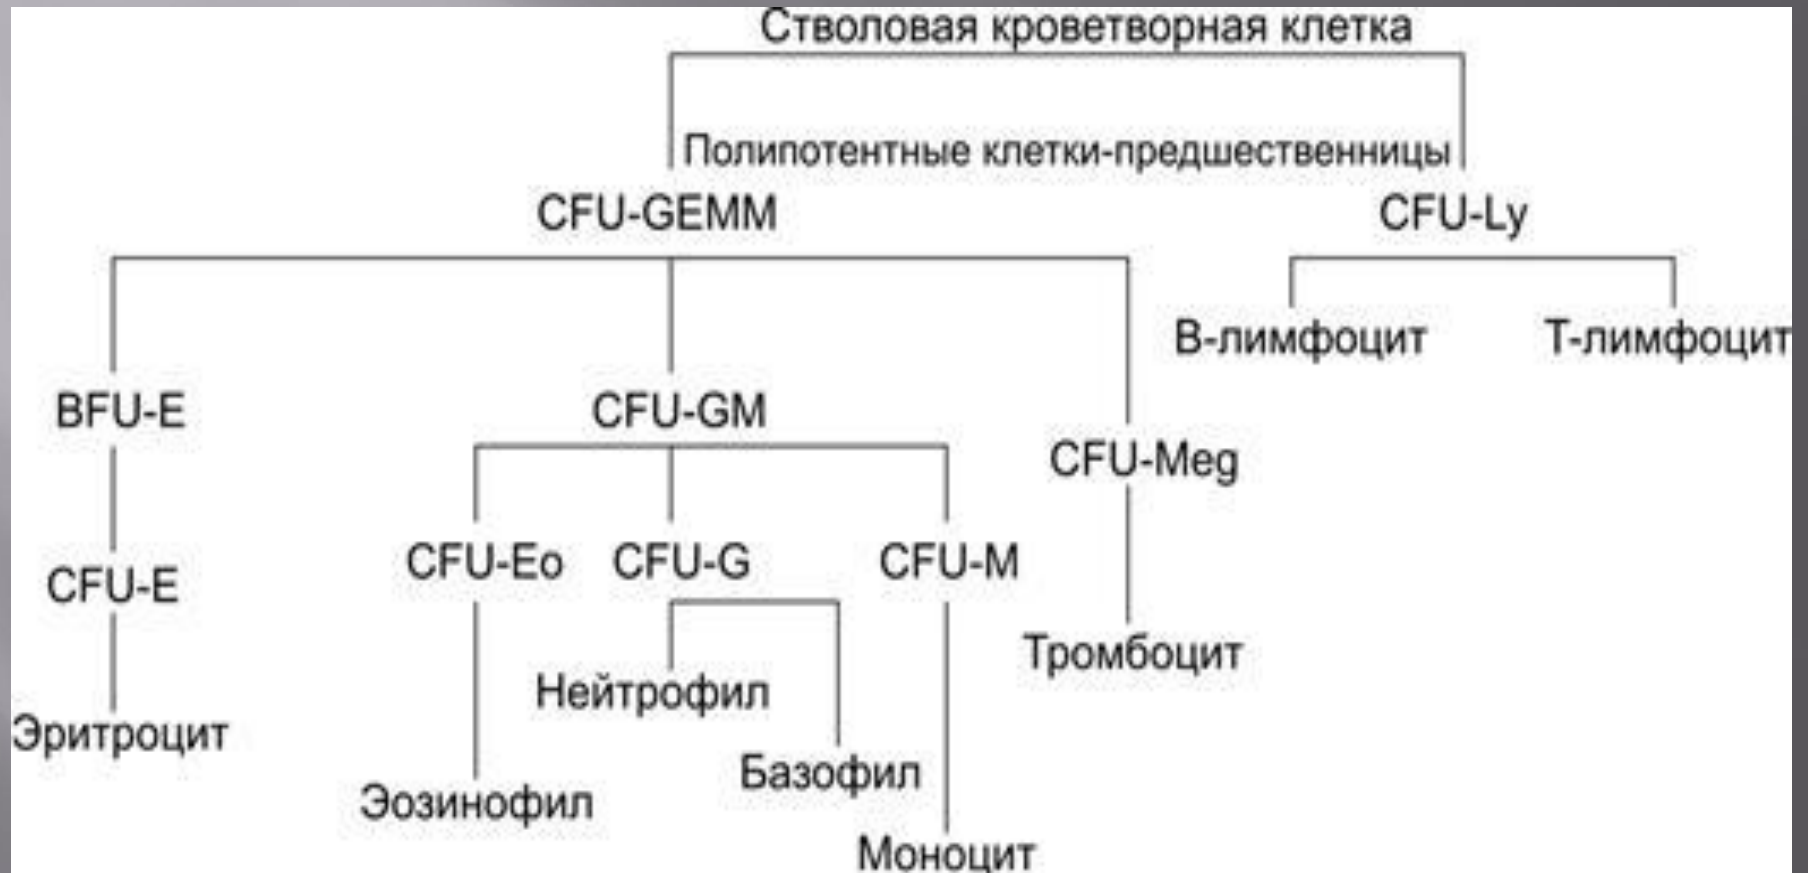 Стволовая кроветворная клетка
Полипотентные клетки-предшественницы
CFU-GEMM
CFU-Ly
В-лимфоцит
Т-лимфоцит
BFU-E
CFU-GM
CFU-Meg
CFU-E
CFU-Eo
CFU-G
CFU-M
Тромбоцит
Нейтрофил
Эритроцит
Базофил
Эозинофил
Моноцит